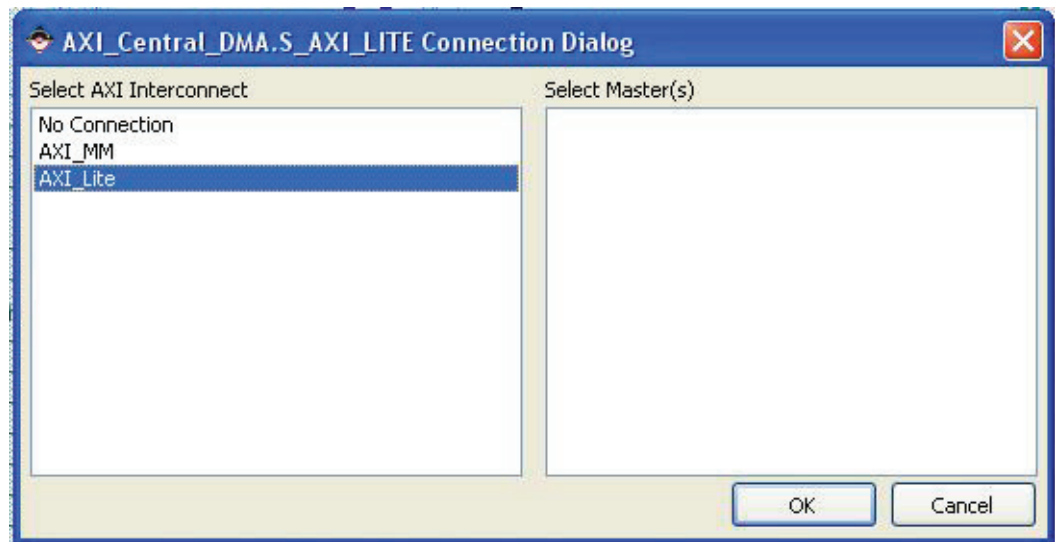 AXI_Central_DMA.S_AXI_LITE Connection Dialog
Select AXI Interconnect
Select Master(s)
No Connection
AXI_MM
AXI_Lite
OK
Cancel